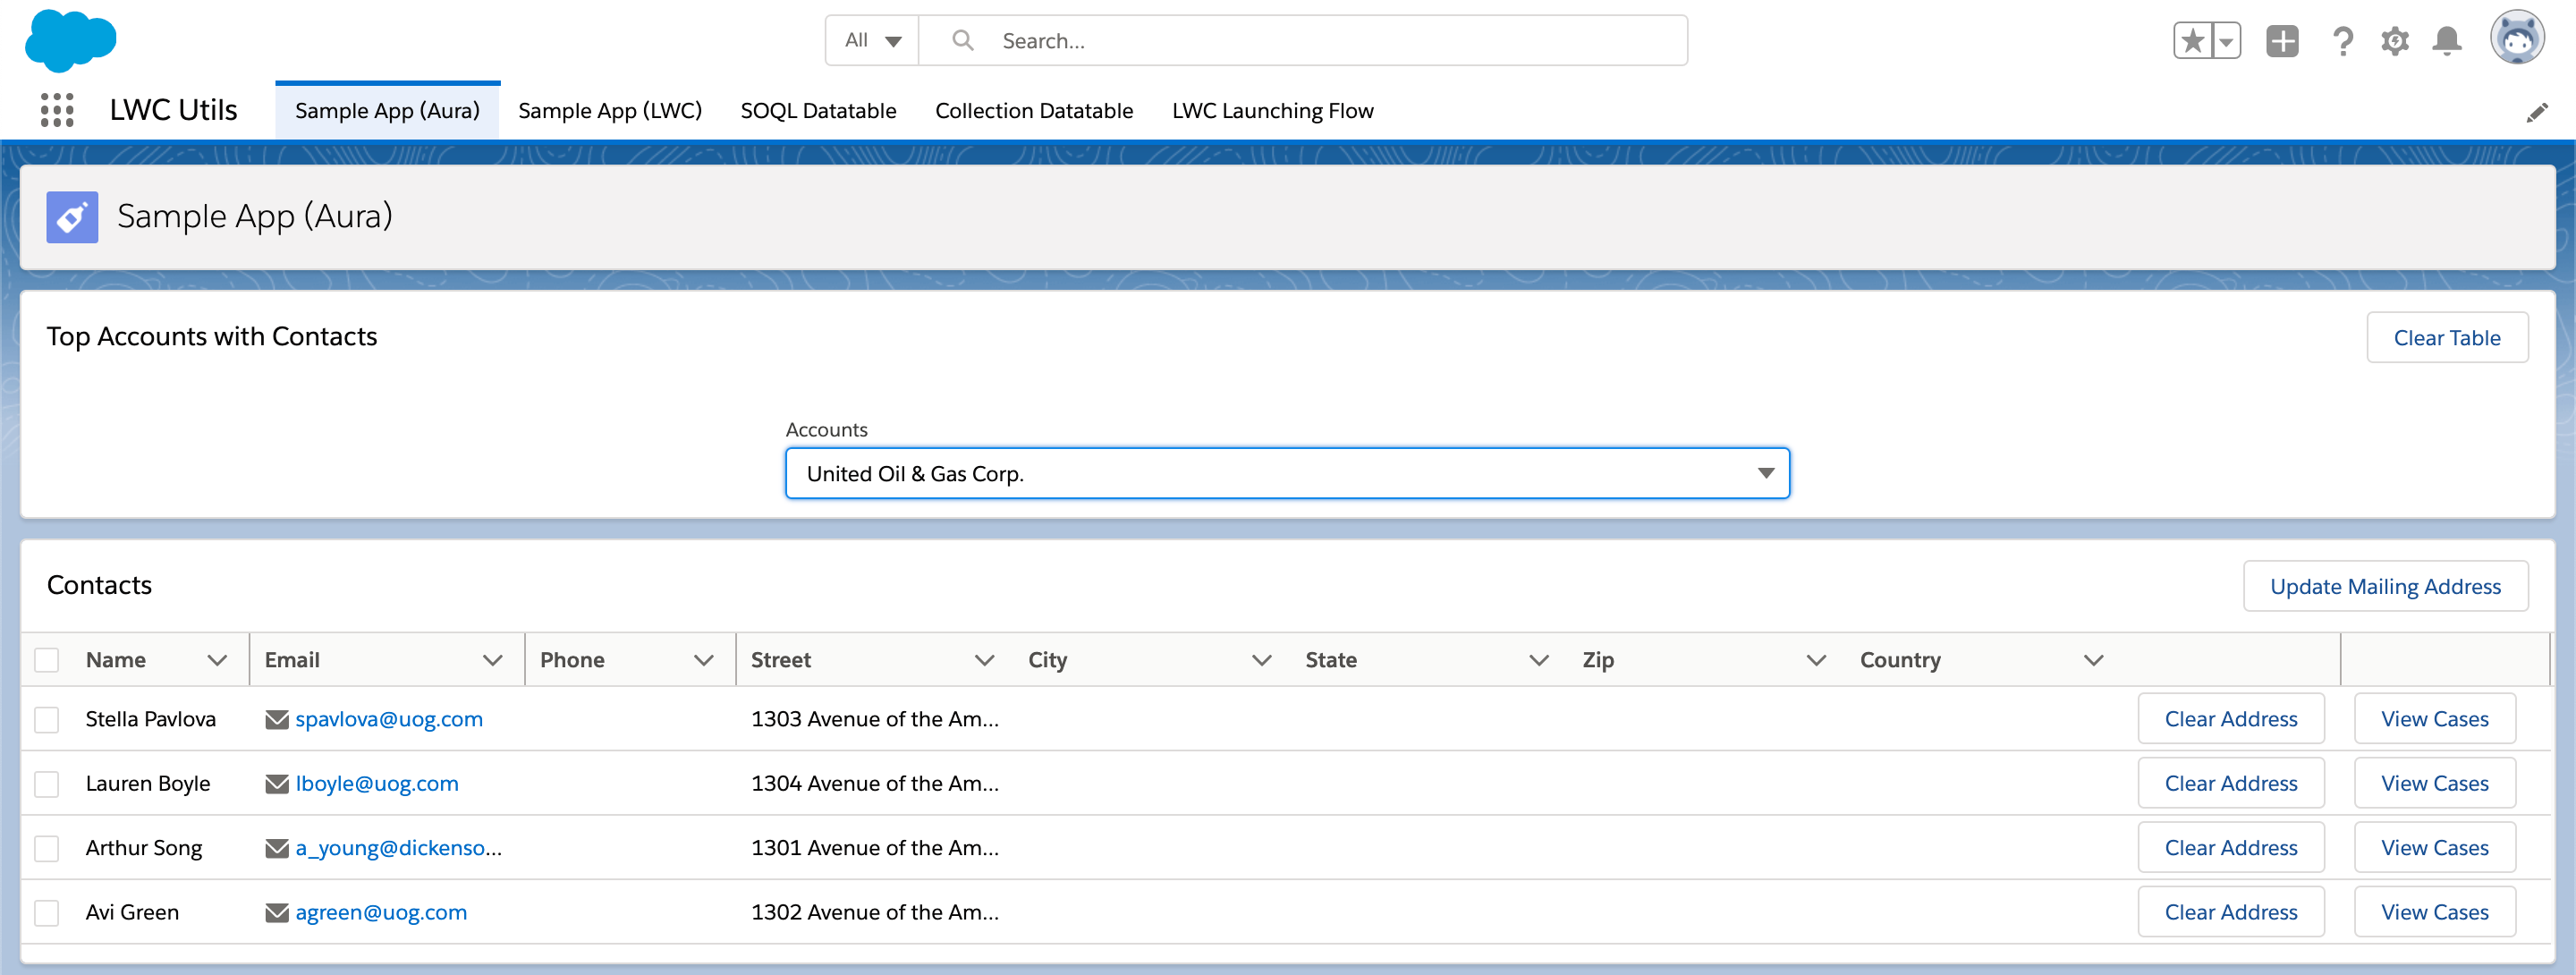 All Search...
LWC Utils Sample App (Aura) Sample App (LWC) SOQL Datatable Collection Datatable LWC Launching Flow
Sample App (Aura)
Top Accounts with Contacts Clear Table
Accounts
United Oil & Gas Corp.
Contacts Update Mailing Address
Name Email Phone Street City State Zip Country
Stella Pavlova spavlova@uog.com 1303 Avenue of the Am... Clear Address View Cases
Lauren Boyle lboyle@uog.com 1304 Avenue of the Am... Clear Address View Cases
Arthur Song a_young@dickenso... 1301 Avenue of the Am... Clear Address View Cases
Avi Green agreen@uog.com 1302 Avenue of the Am... Clear Address View Cases